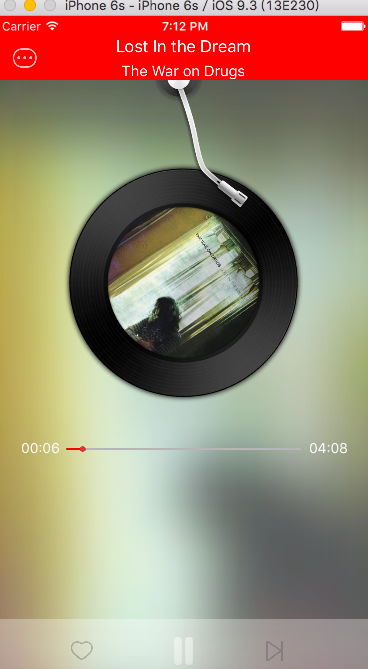 iPhone 6s - iPhone 6s / iOS 9.3 (13E230)
Carrier 7:12 PM
Lost In the Dream
The War on Drugs
00:06 04:08